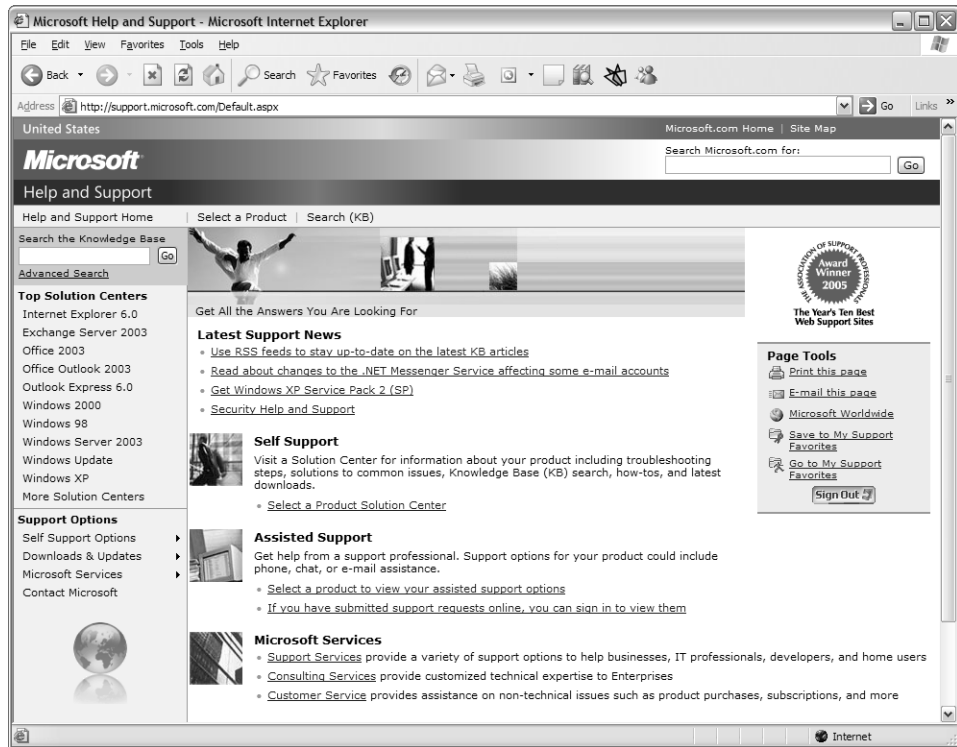 Microsoft Help and Support - Microsoft Internet Explorer
File Edit View Favorites Tools Help
Back Search Favorites
Address http://support.microsoft.com/Default.aspx Go Links »
United States Microsoft.com Home | Site Map
Microsoft Search Microsoft.com for:
Go
Help and Support
Help and Support Home | Select a Product | Search (KB)
Search the Knowledge Base
Go
Advanced Search
Top Solution Centers
Internet Explorer 6.0
Exchange Server 2003
Office 2003
Office Outlook 2003
Outlook Express 6.0
Windows 2000
Windows 98
Windows Server 2003
Windows Update
Windows XP
More Solution Centers
Support Options
Self Support Options
Downloads & Updates
Microsoft Services
Contact Microsoft
Get All the Answers You Are Looking For
Latest Support News
Use RSS feeds to stay up-to-date on the latest KB articles
Read about changes to the .NET Messenger Service affecting some e-mail accounts
Get Windows XP Service Pack 2 (SP)
Security Help and Support
Self Support
Visit a Solution Center for information about your product including troubleshooting
steps, solutions to common issues, Knowledge Base (KB) search, how-tos, and latest
downloads.
Select a Product Solution Center
Assisted Support
Get help from a support professional. Support options for your product could include
phone, chat, or e-mail assistance.
Select a product to view your assisted support options
If you have submitted support requests online, you can sign in to view them
Microsoft Services
Support Services provide a variety of support options to help businesses, IT professionals, developers, and home users
Consulting Services provide customized technical expertise to Enterprises
Customer Service provides assistance on non-technical issues such as product purchases, subscriptions, and more
THE ASSOCIATION OF SUPPORT PROFESSIONALS
Award
Winner
2005
The Year's Ten Best
Web Support Sites
Page Tools
Print this page
E-mail this page
Microsoft Worldwide
Save to My Support
Favorites
Go to My Support
Favorites
Sign Out
Internet